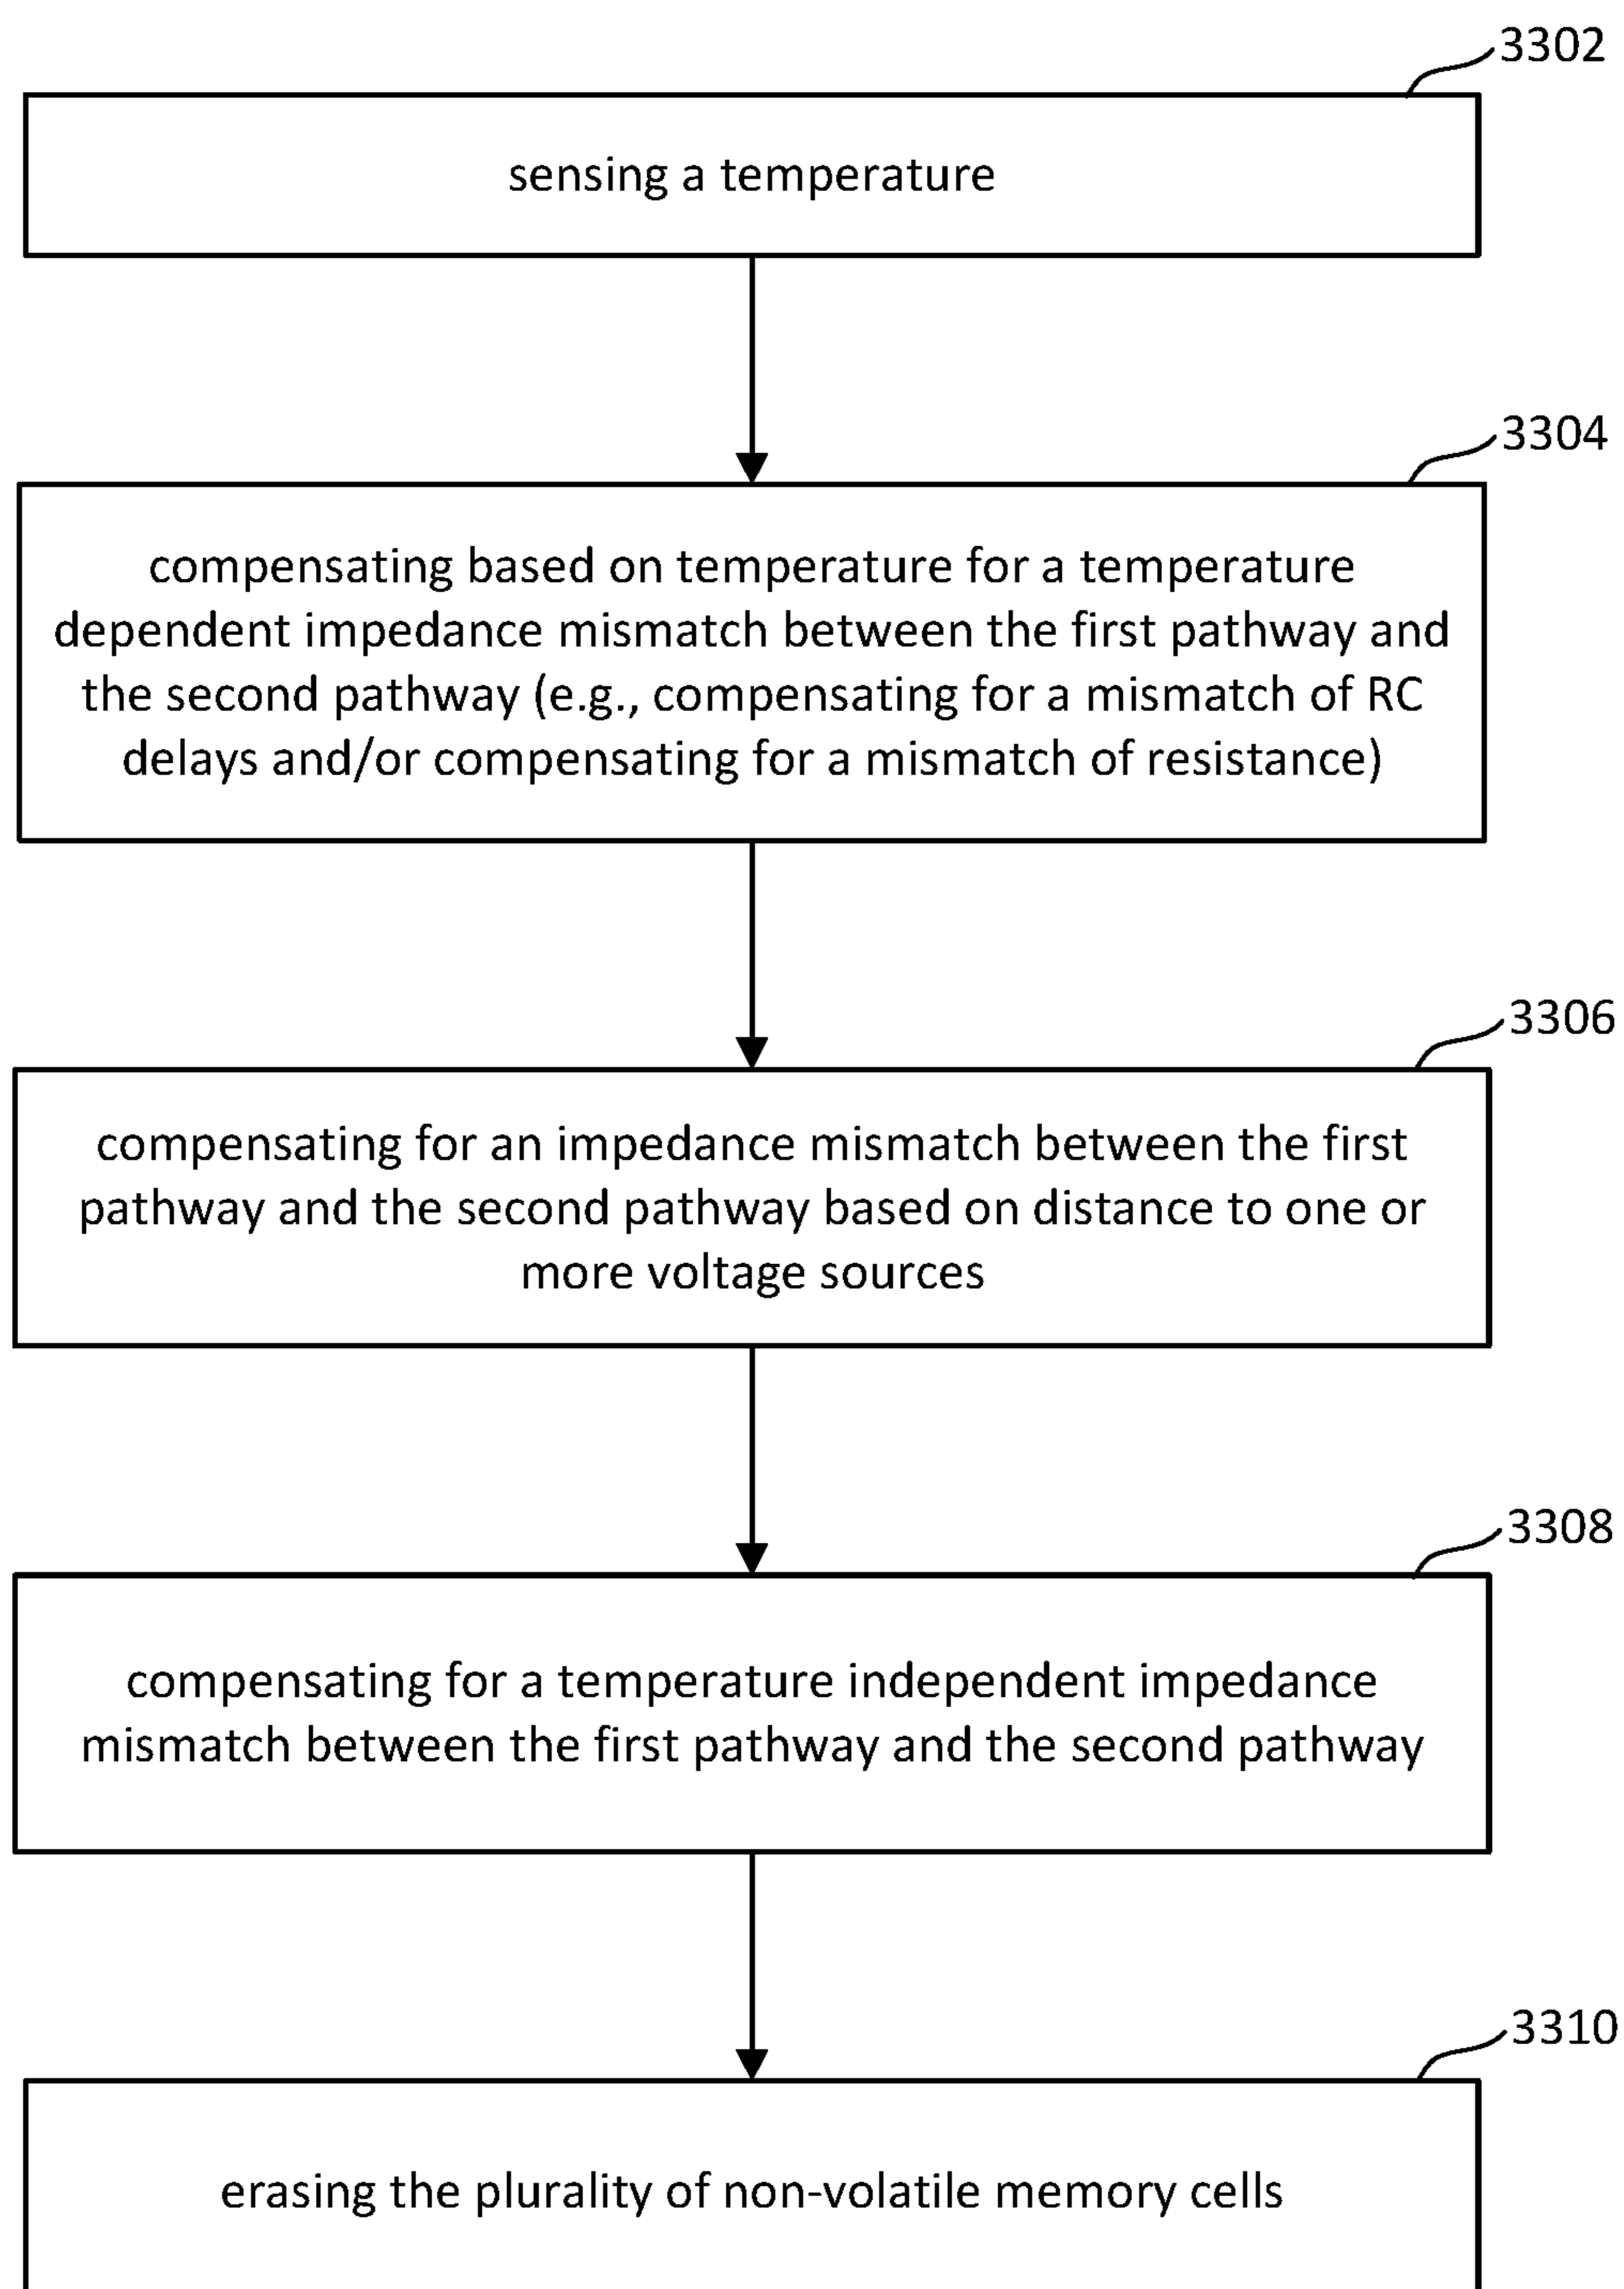 3302
sensing a temperature
3304
compensating based on temperature for a temperature
dependent impedance mismatch between the first pathway and
the second pathway (e.g., compensating for a mismatch of RC
delays and/or compensating for a mismatch of resistance)
3306
compensating for an impedance mismatch between the first
pathway and the second pathway based on distance to one or
more voltage sources
3308
compensating for a temperature independent impedance
mismatch between the first pathway and the second pathway
3310
erasing the plurality of non-volatile memory cells